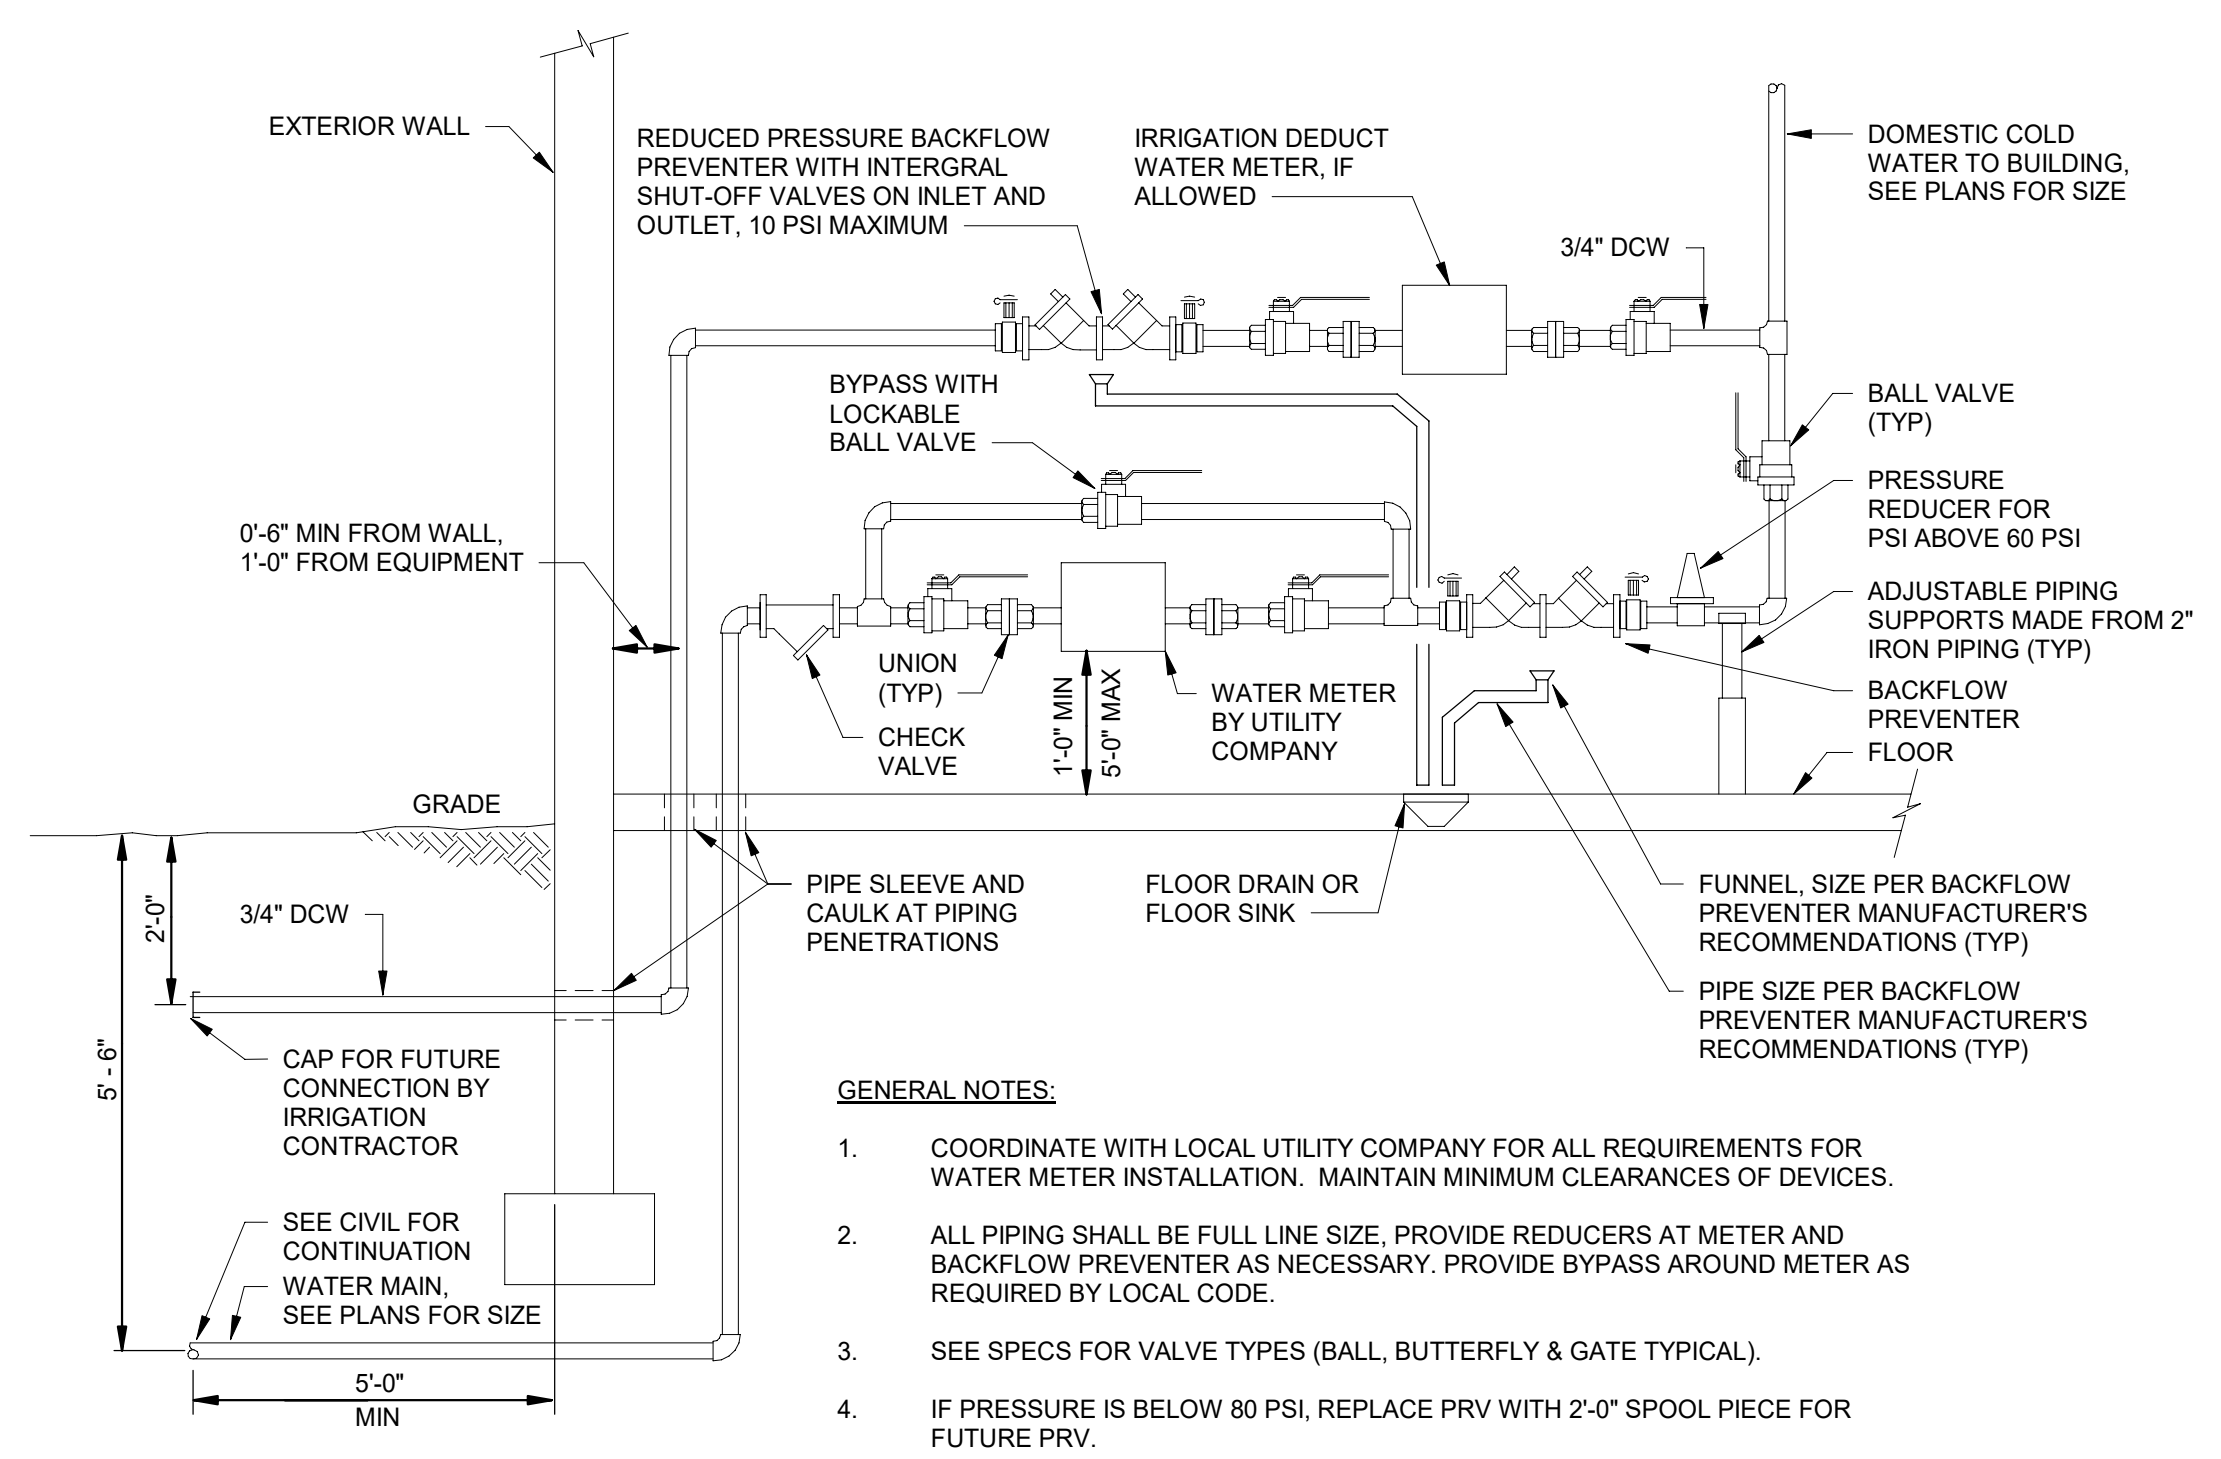 EXTERIOR WALL
REDUCED PRESSURE BACKFLOW
PREVENTER WITH INTERGRAL
SHUT-OFF VALVES ON INLET AND
OUTLET, 10 PSI MAXIMUM
IRRIGATION DEDUCT
WATER METER, IF
ALLOWED
DOMESTIC COLD
WATER TO BUILDING,
SEE PLANS FOR SIZE
3/4" DCW
BYPASS WITH
LOCKABLE
BALL VALVE
BALL VALVE
(TYP)
PRESSURE
REDUCER FOR
PSI ABOVE 60 PSI
0'-6" MIN FROM WALL,
1'-0" FROM EQUIPMENT
ADJUSTABLE PIPING
SUPPORTS MADE FROM 2"
IRON PIPING (TYP)
UNION
(TYP)
1'-0" MIN
5'-0" MAX
WATER METER
BY UTILITY
COMPANY
BACKFLOW
PREVENTER
CHECK
VALVE
FLOOR
GRADE
2'-0"
3/4" DCW
PIPE SLEEVE AND
CAULK AT PIPING
PENETRATIONS
FLOOR DRAIN OR
FLOOR SINK
FUNNEL, SIZE PER BACKFLOW
PREVENTER MANUFACTURER'S
RECOMMENDATIONS (TYP)
PIPE SIZE PER BACKFLOW
PREVENTER MANUFACTURER'S
RECOMMENDATIONS (TYP)
5' - 6"
CAP FOR FUTURE
CONNECTION BY
IRRIGATION
CONTRACTOR
SEE CIVIL FOR
CONTINUATION
WATER MAIN,
SEE PLANS FOR SIZE
5'-0"
MIN
GENERAL NOTES:
1. COORDINATE WITH LOCAL UTILITY COMPANY FOR ALL REQUIREMENTS FOR
WATER METER INSTALLATION. MAINTAIN MINIMUM CLEARANCES OF DEVICES.
2. ALL PIPING SHALL BE FULL LINE SIZE, PROVIDE REDUCERS AT METER AND
BACKFLOW PREVENTER AS NECESSARY. PROVIDE BYPASS AROUND METER AS
REQUIRED BY LOCAL CODE.
3. SEE SPECS FOR VALVE TYPES (BALL, BUTTERFLY & GATE TYPICAL).
4. IF PRESSURE IS BELOW 80 PSI, REPLACE PRV WITH 2'-0" SPOOL PIECE FOR
FUTURE PRV.